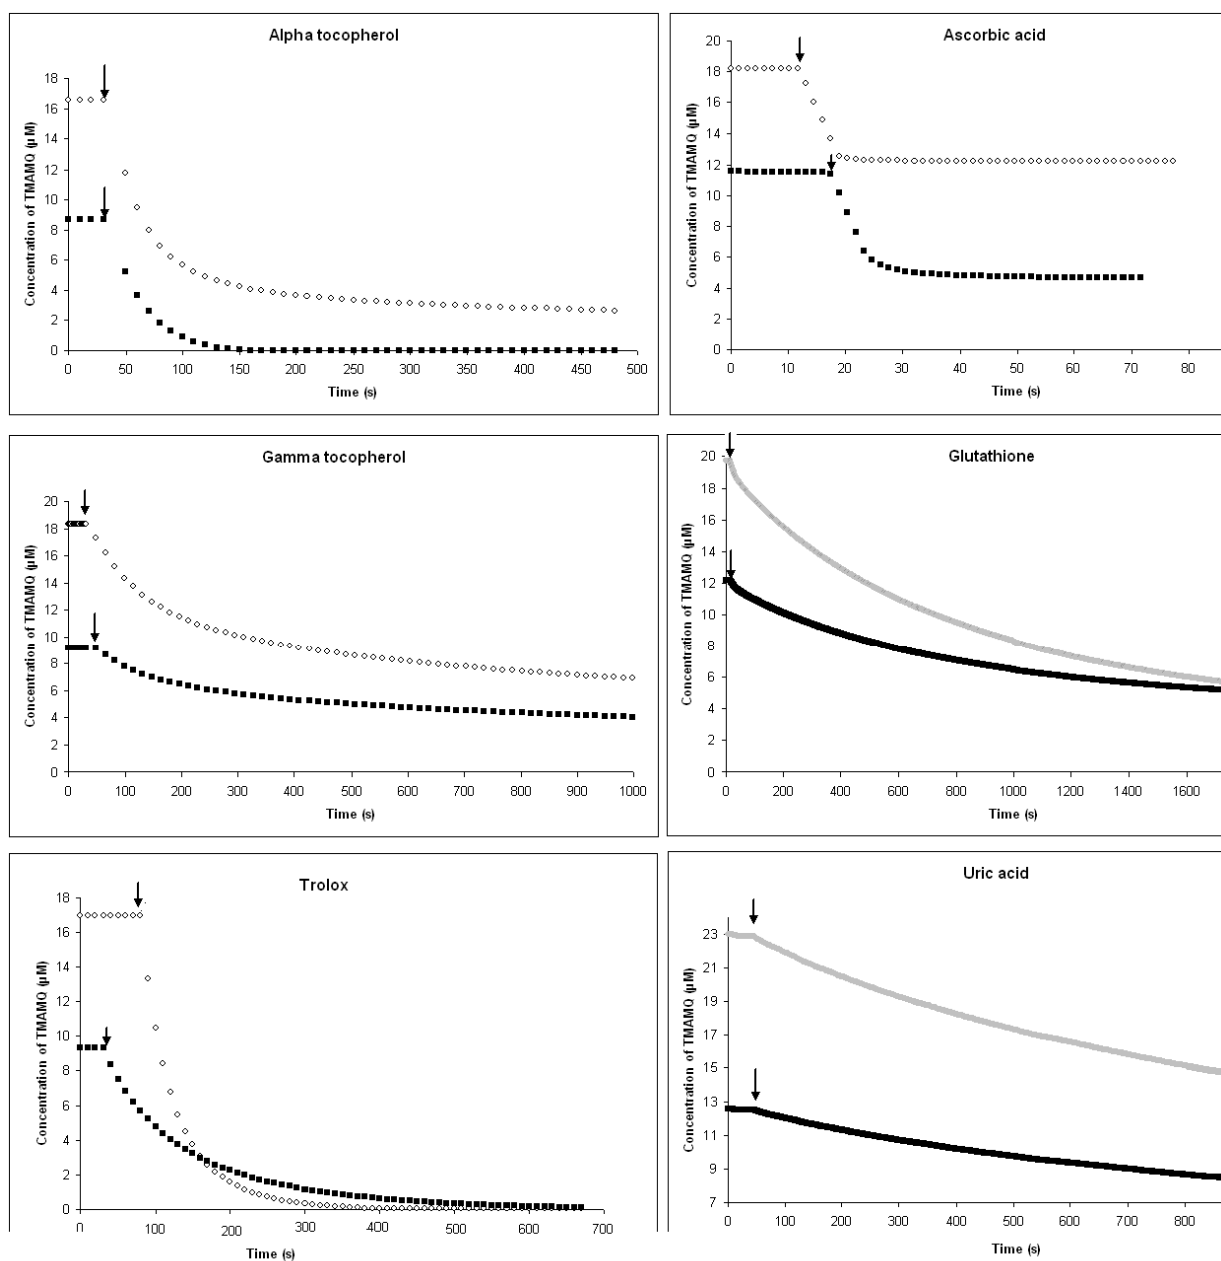 Alpha tocopherol
Concentration of TMAMQ (µM)
18
16
14
12
10
8
6
4
2
0
0 50 100 150 200 250 300 350 400 450 500
Time (s)
Ascorbic acid
Concentration of TMAMQ (µM)
20
18
16
14
12
10
8
6
4
2
0
0 10 20 30 40 50 60 70 80
Time (s)
Gamma tocopherol
Concentration of TMAMQ (µM)
20
18
16
14
12
10
8
6
4
2
0
0 100 200 300 400 500 600 700 800 900 1000
Time (s)
Glutathione
Concentration of TMAMQ (µM)
20
18
16
14
12
10
8
6
4
2
0
0 200 400 600 800 1000 1200 1400 1600
Time (s)
Trolox
Concentration of TMAMQ (µM)
18
16
14
12
10
8
6
4
2
0
0 100 200 300 400 500 600 700
Time (s)
Uric acid
Concentration of TMAMQ (µM)
23
21
19
17
15
13
11
9
7
0 100 200 300 400 500 600 700 800
Time (s)